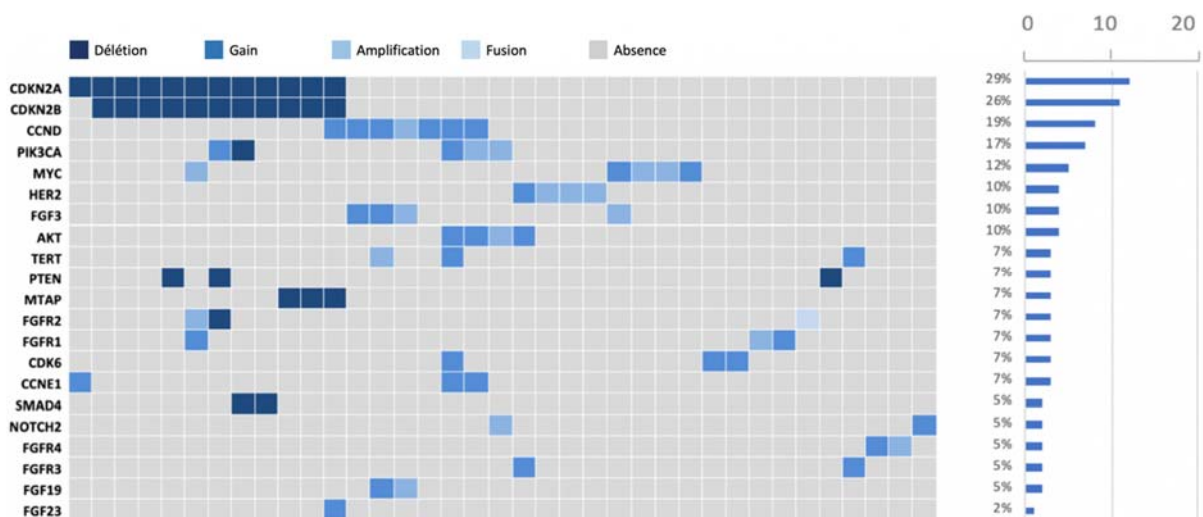 0 10 20
Délétion Gain Amplification Fusion Absence
CDKN2A 29%
CDKN2B 26%
CCND 19%
PIK3CA 17%
MYC 12%
HER2 10%
FGF3 10%
AKT 10%
TERT 7%
PTEN 7%
MTAP 7%
FGFR2 7%
FGFR1 7%
CDK6 7%
CCNE1 7%
SMAD4 5%
NOTCH2 5%
FGFR4 5%
FGFR3 5%
FGF19 5%
FGF23 2%